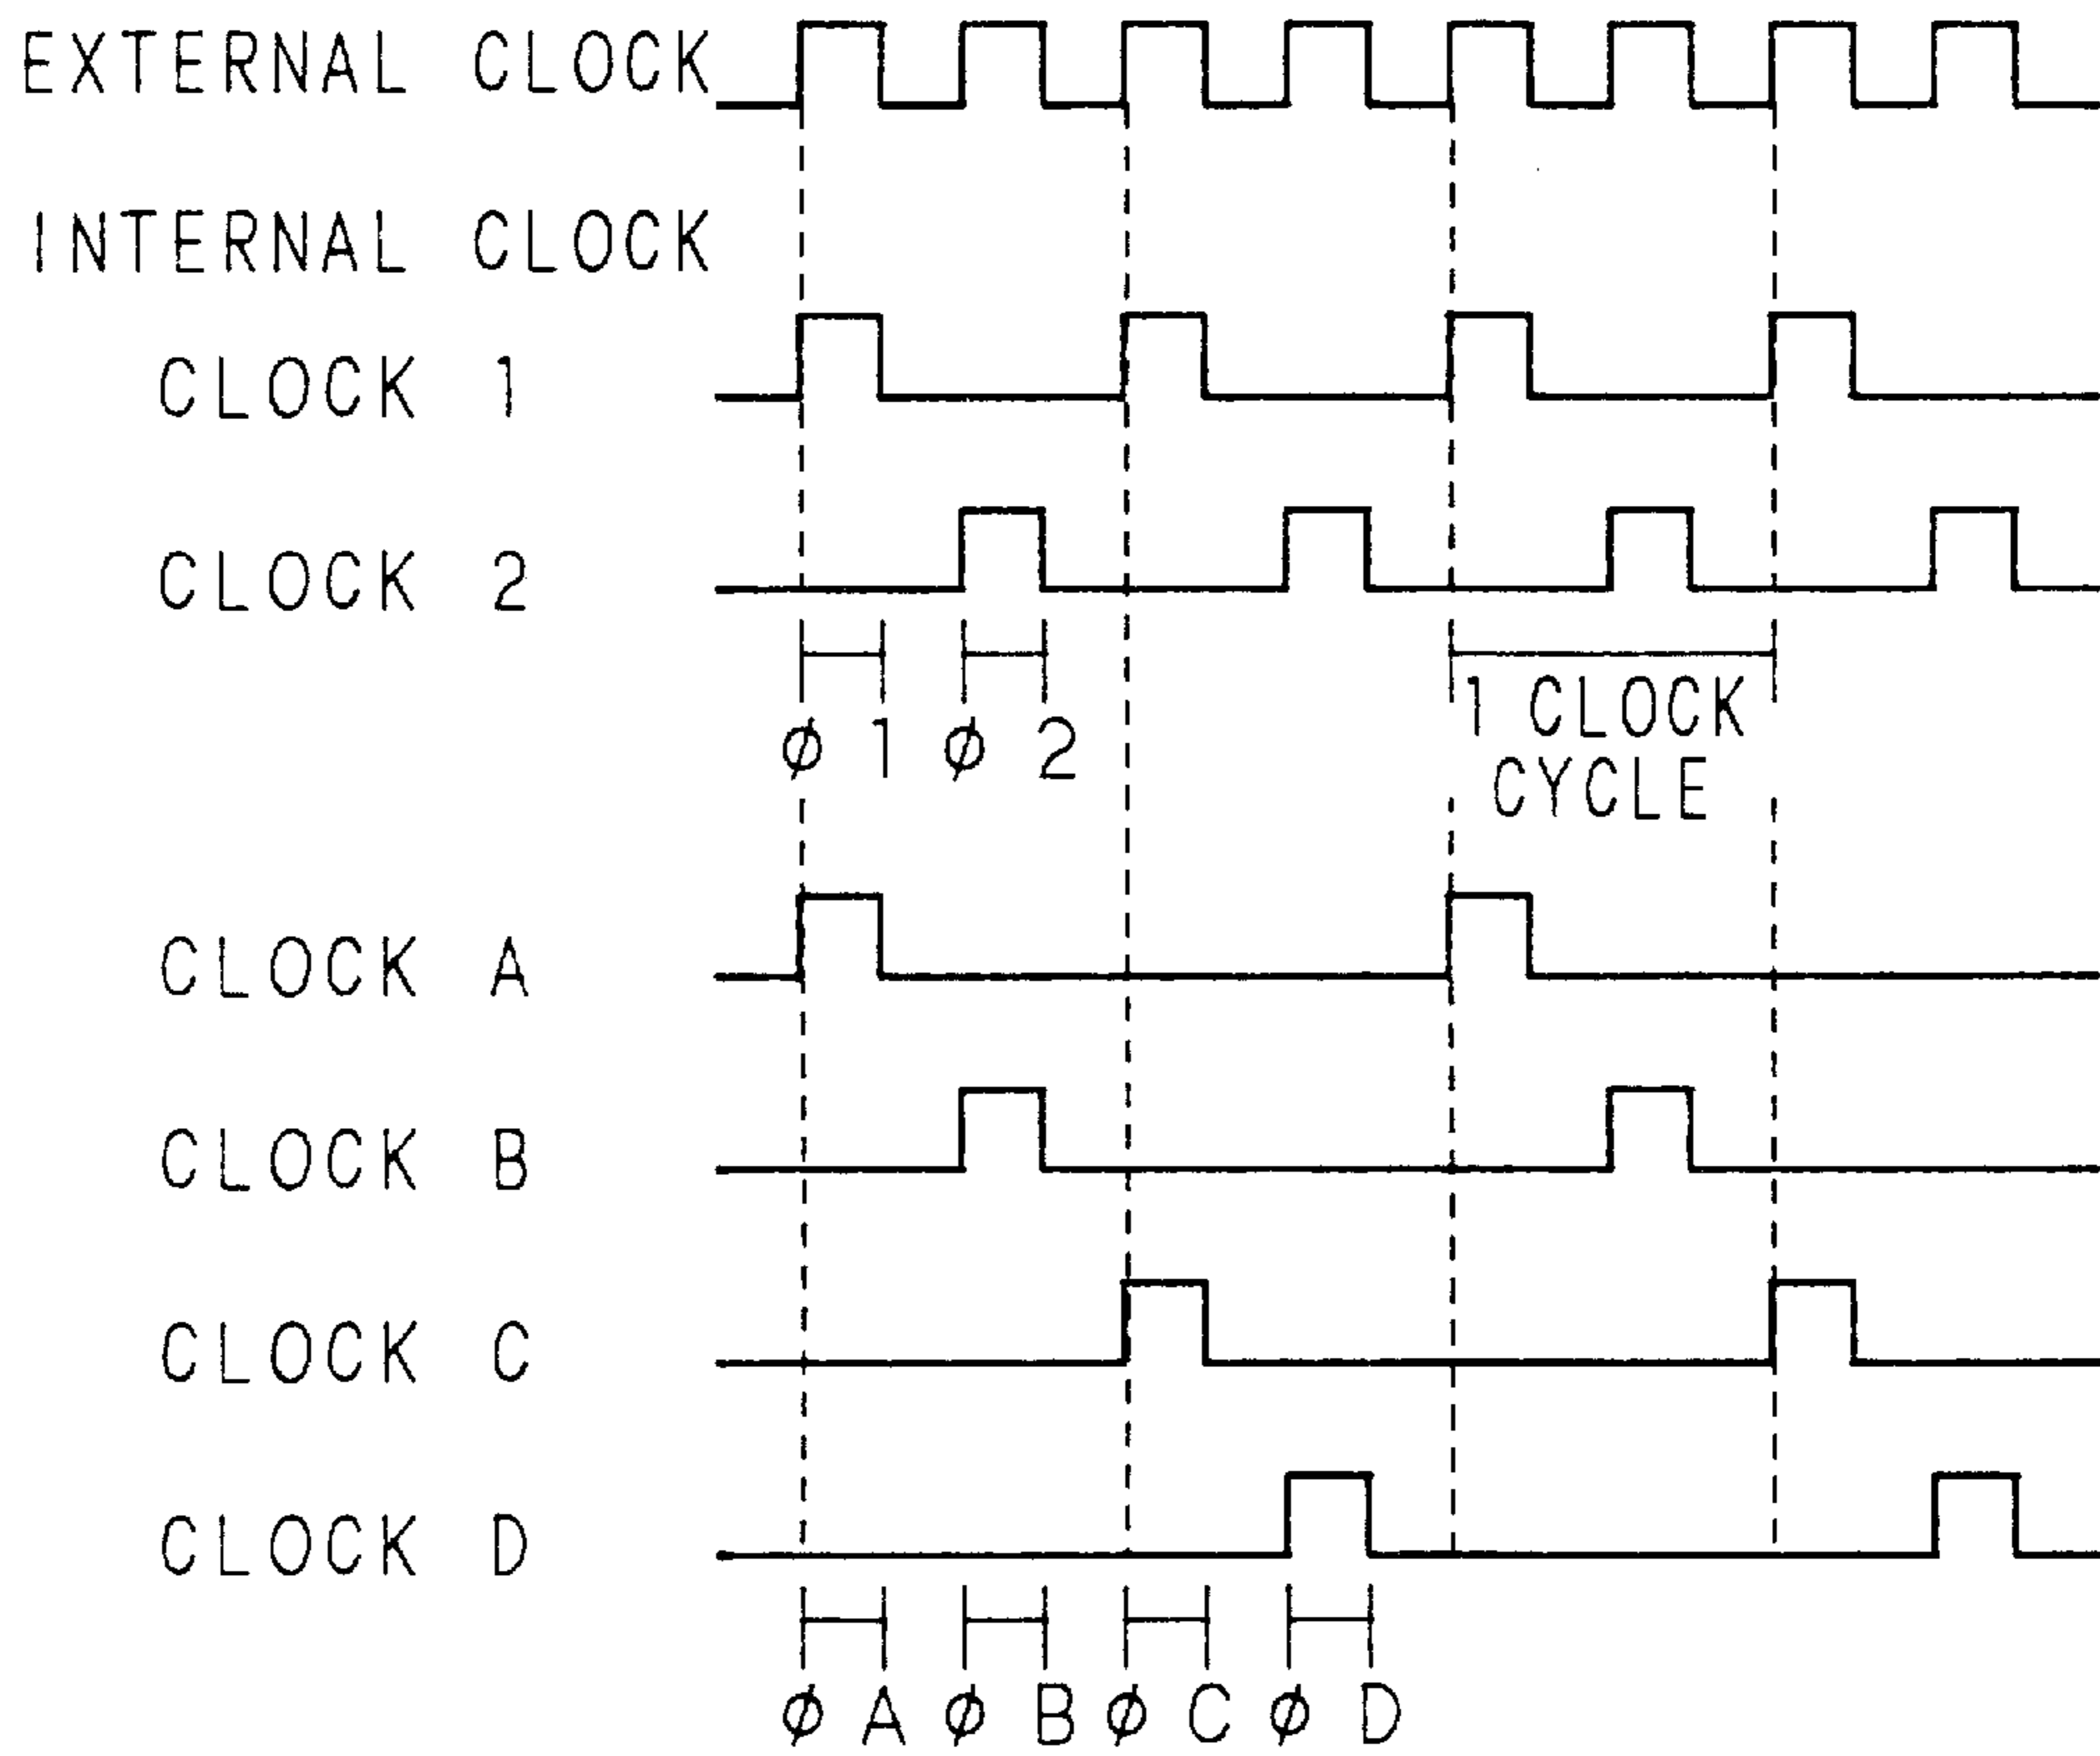 EXTERNAL CLOCK
INTERNAL CLOCK
CLOCK 1
CLOCK 2
ø 1 ø 2
1 CLOCK
CYCLE
CLOCK A
CLOCK B
CLOCK C
CLOCK D
ø A ø B ø C ø D